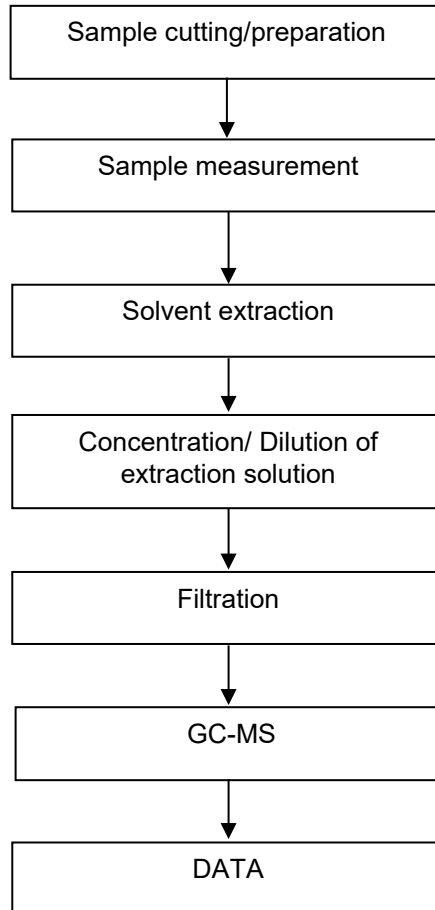 Sample cutting/preparation
Sample measurement
Solvent extraction
Concentration/ Dilution of
extraction solution
Filtration
GC-MS
DATA